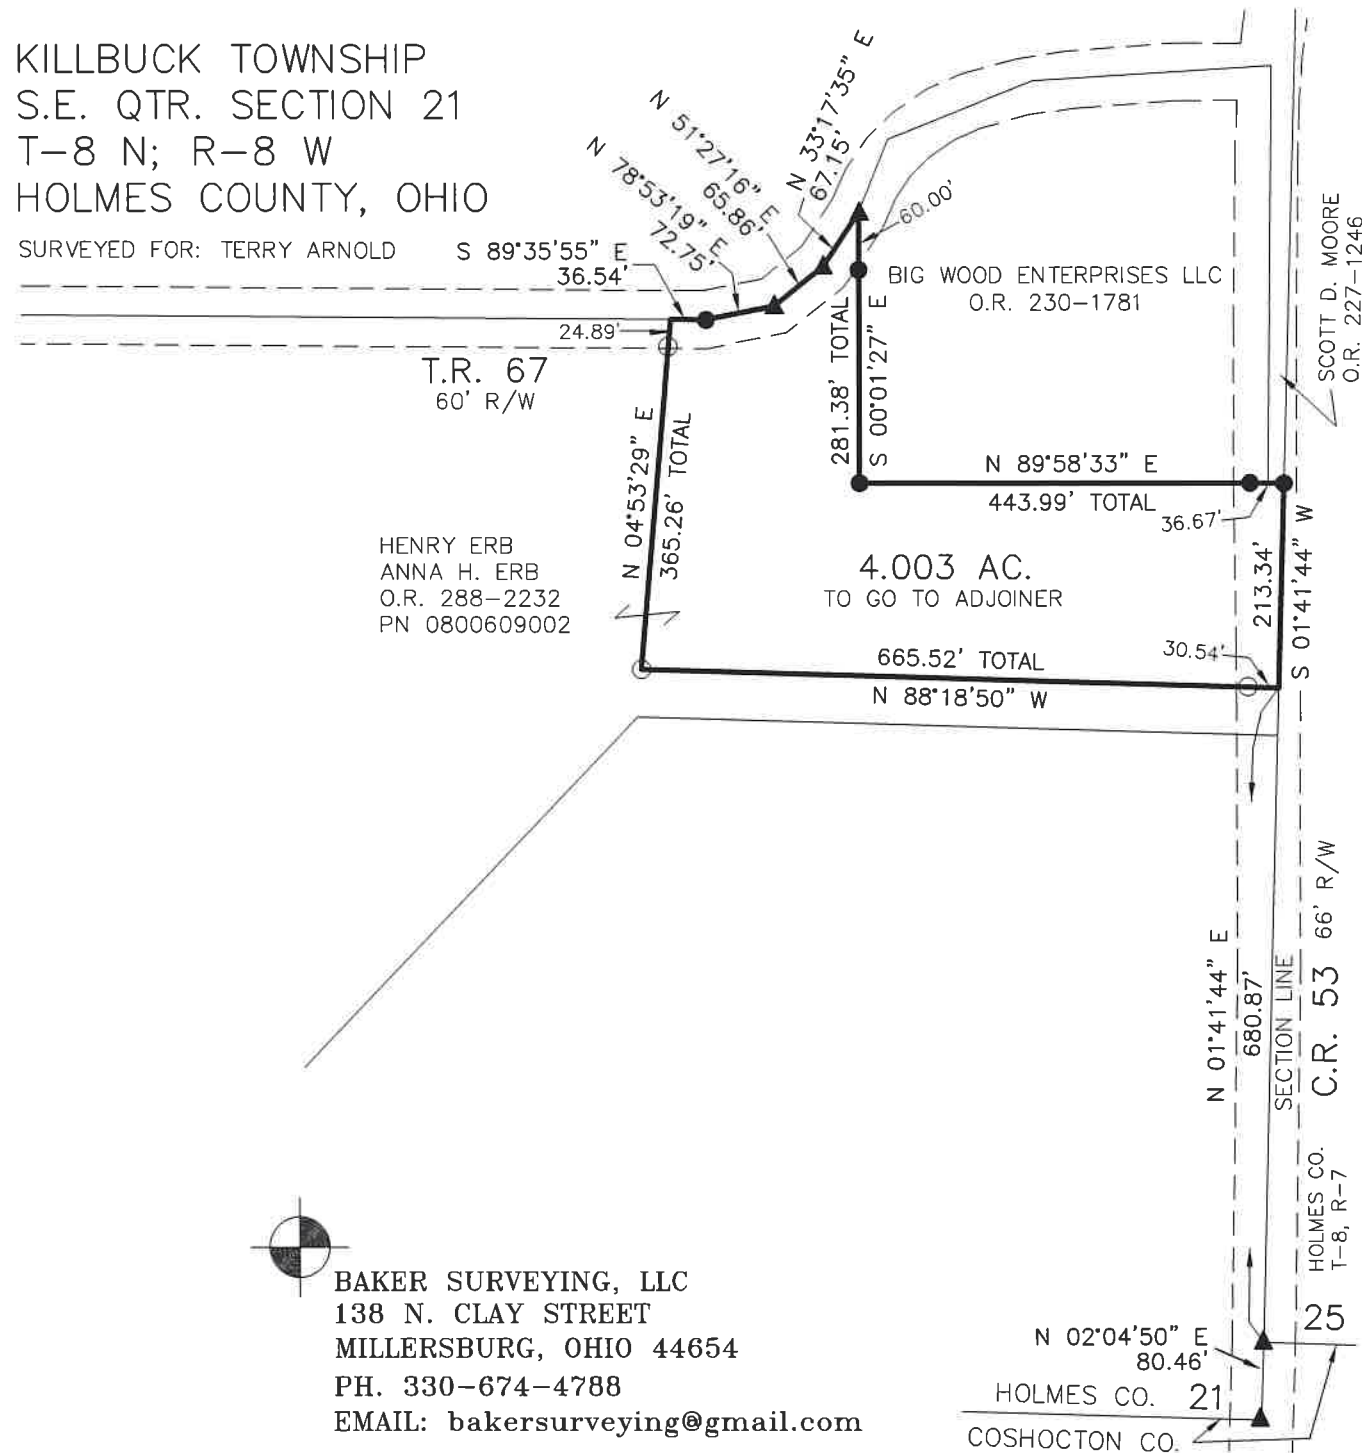 KILLBUCK TOWNSHIP
S.E. QTR. SECTION 21
T-8 N; R-8 W
HOLMES COUNTY, OHIO
SURVEYED FOR: TERRY ARNOLD
S 89°35'55" E
36.54'
N 78°53'19" E
72.75'
N 51°27'16" E
65.86'
N 33°17'35" E
67.15'
60.00'
24.89'
T.R. 67
60' R/W
BIG WOOD ENTERPRISES LLC
O.R. 230-1781
SCOTT D. MOORE
O.R. 227-1246
281.38' TOTAL
S 00°01'27" E
N 89°58'33" E
443.99' TOTAL
36.67'
N 04°53'29" E
365.26' TOTAL
HENRY ERB
ANNA H. ERB
O.R. 288-2232
PN 0800609002
4.003 AC.
TO GO TO ADJOINER
213.34'
S 01°41'44" W
665.52' TOTAL
N 88°18'50" W
30.54'
N 01°41'44" E
680.87'
SECTION LINE
C.R. 53 66' R/W
HOLMES CO.
T-8, R-7
25
N 02°04'50" E
80.46'
HOLMES CO. 21
COSHOCTON CO.
BAKER SURVEYING, LLC
138 N. CLAY STREET
MILLERSBURG, OHIO 44654
PH. 330-674-4788
EMAIL: bakersurveying@gmail.com